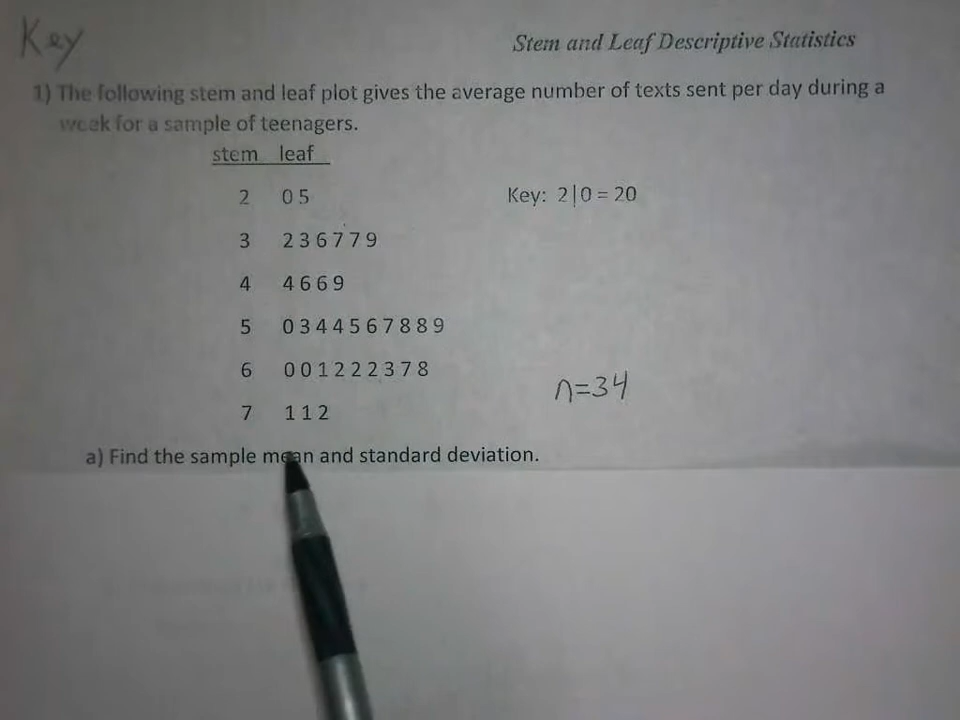 Key
Stem and Leaf Descriptive Statistics
1) The following stem and leaf plot gives the average number of texts sent per day during a
week for a sample of teenagers.
stem leaf
2 0 5
Key: 2|0 = 20
3 2 3 6 7 7 9
4 4 6 6 9
5 0 3 4 4 5 6 7 8 8 9
6 0 0 1 2 2 2 3 7 8
n=34
7 1 1 2
a) Find the sample mean and standard deviation.